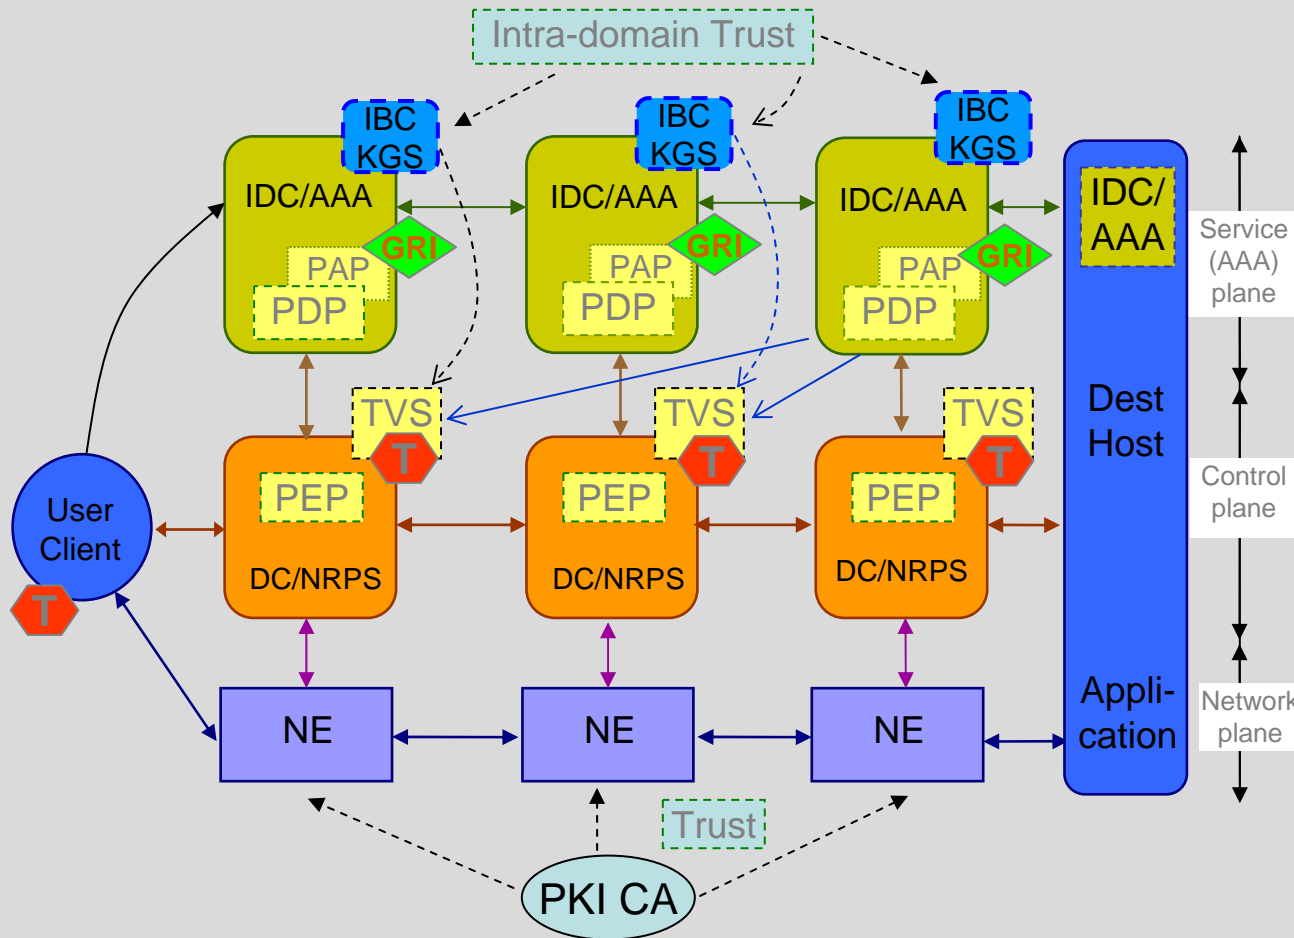 Intra-domain Trust
IBC
KGS
IBC
KGS
IBC
KGS
IDC/AAA
IDC/AAA
IDC/AAA
IDC/
AAA
GRI
GRI
GRI
PAP
PAP
PAP
PDP
PDP
PDP
Service
(AAA)
plane
TVS
T
TVS
T
TVS
T
Dest
Host
PEP
PEP
PEP
Control
plane
User
Client
T
DC/NRPS
DC/NRPS
DC/NRPS
NE
NE
NE
Appli-
cation
Network
plane
Trust
PKI CA